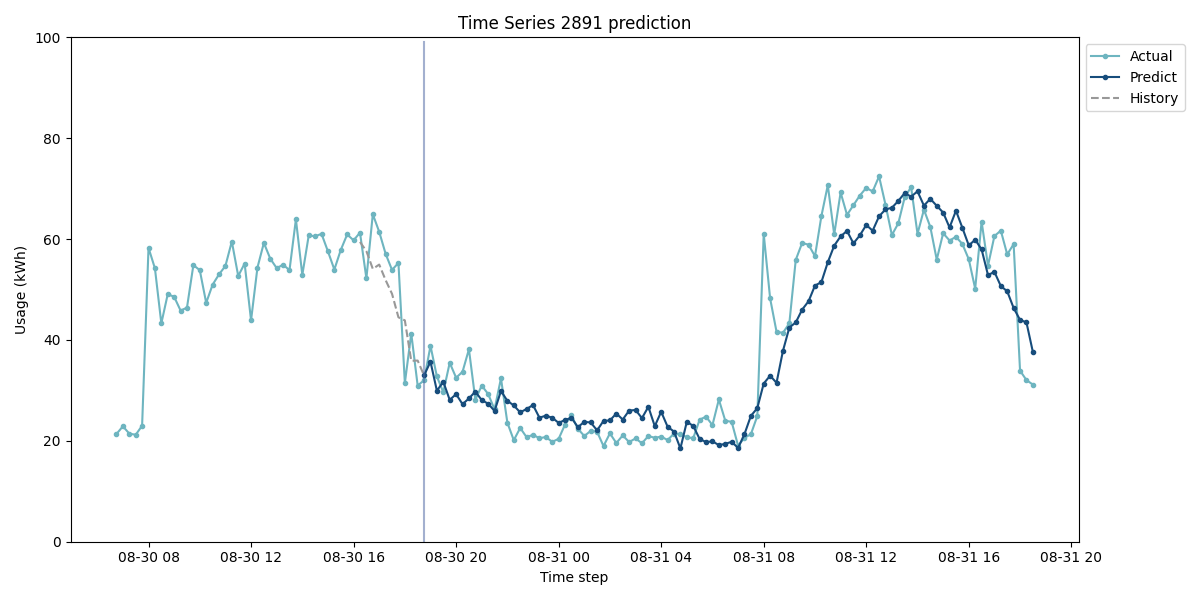 Time Series 2891 prediction
100
80
60
40
20
0
Usage (kWh)
08-30 08
08-30 12
08-30 16
08-30 20
08-31 00
08-31 04
08-31 08
08-31 12
08-31 16
08-31 20
Time step
Actual
Predict
History